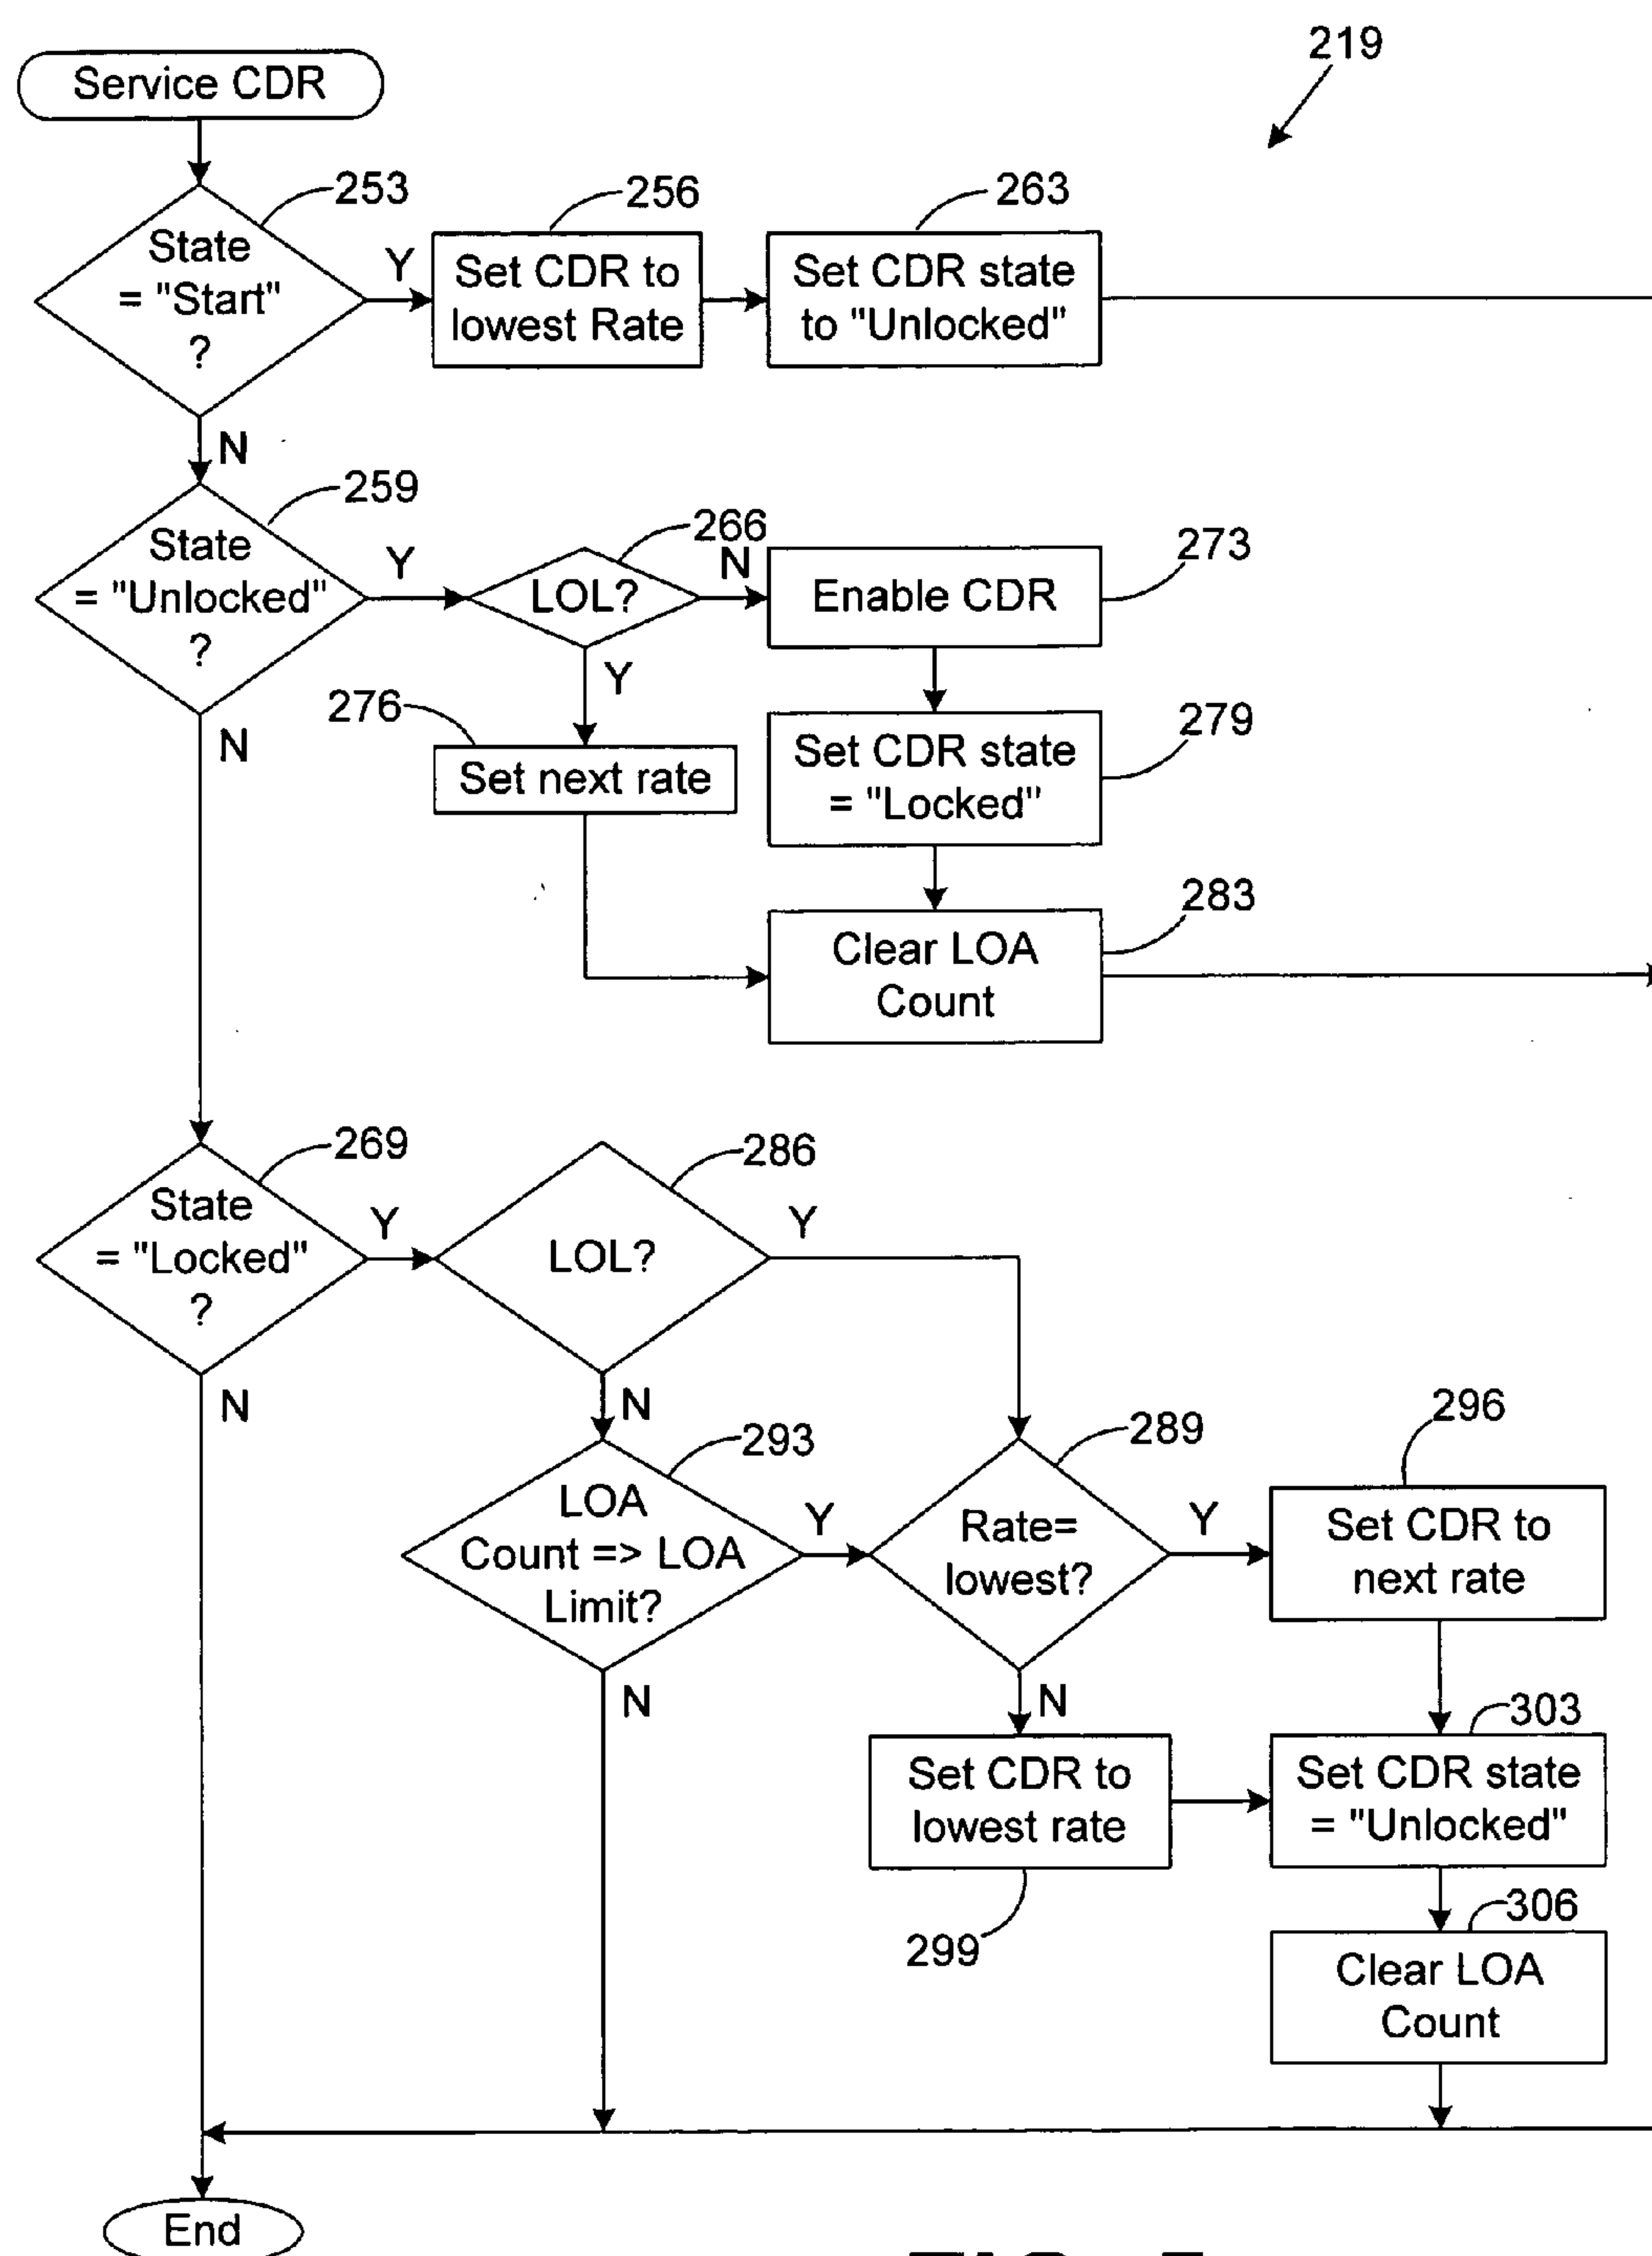 219
Service CDR
253
State
= "Start"
?
Y
256
Set CDR to
lowest Rate
263
Set CDR state
to "Unlocked"
N
259
State
= "Unlocked"
?
Y
266
LOL?
N
273
Enable CDR
Y
276
Set next rate
279
Set CDR state
= "Locked"
283
Clear LOA
Count
N
269
State
= "Locked"
?
Y
286
LOL?
Y
N
N
293
LOA
Count => LOA
Limit?
Y
289
Rate=
lowest?
Y
296
Set CDR to
next rate
N
N
299
Set CDR to
lowest rate
303
Set CDR state
= "Unlocked"
306
Clear LOA
Count
End